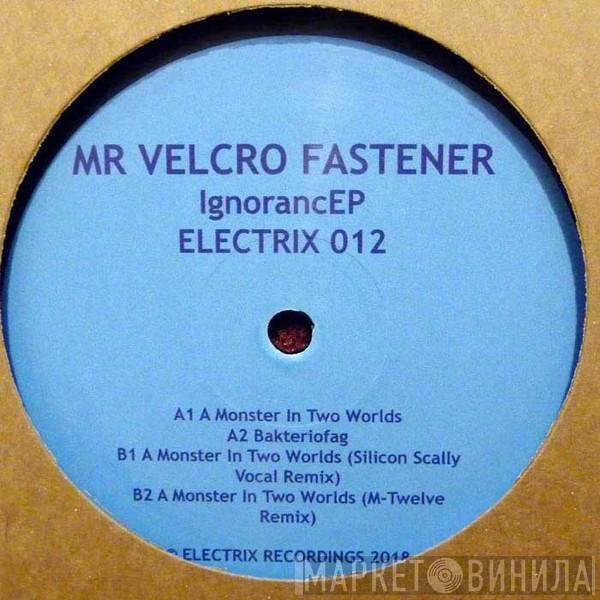 MR VELCRO FASTENER
IgnorancEP
ELECTRIX 012
A1 A Monster In Two Worlds
A2 Bakteriofag
B1 A Monster In Two Worlds (Silicon Scally
Vocal Remix)
B2 A Monster In Two Worlds (M-Twelve
Remix)
© ELECTRIX RECORDINGS 2018
МАРКЕТ ВИНИЛА